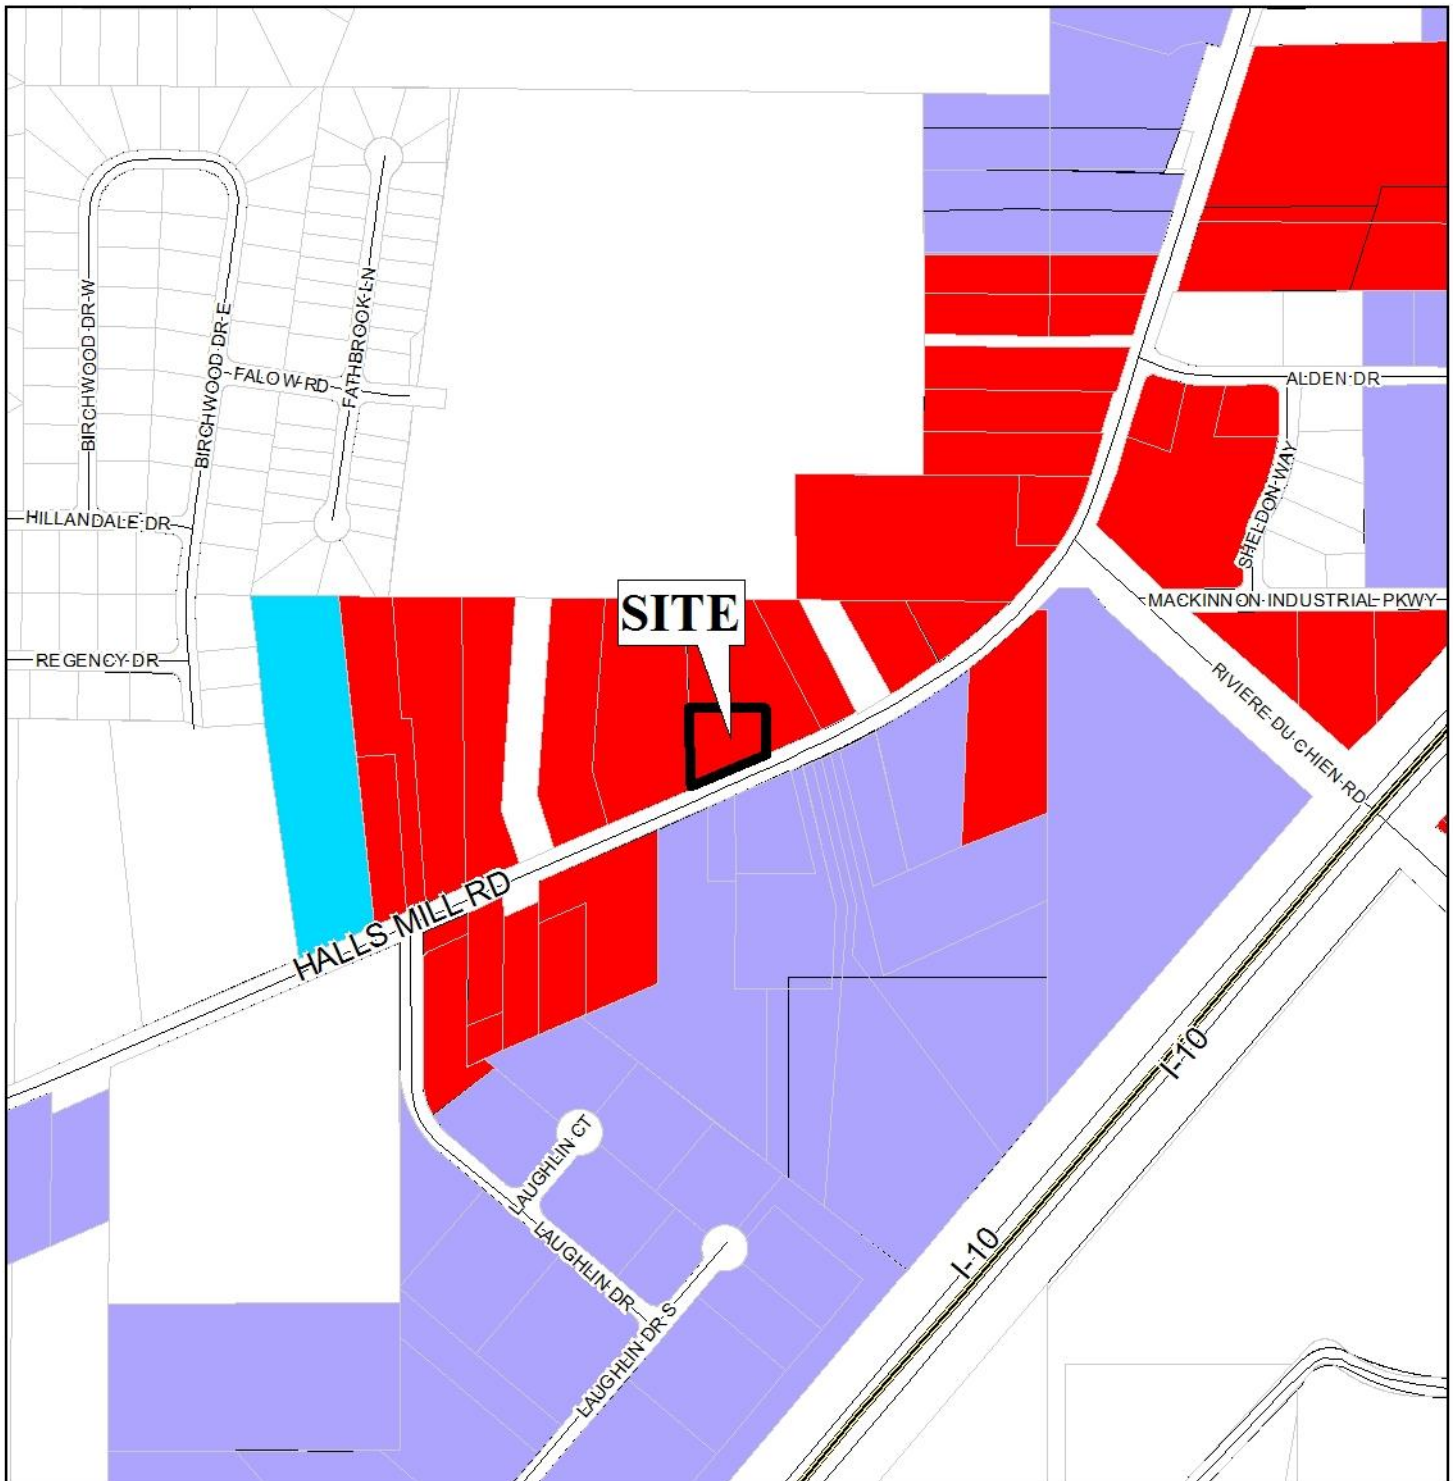 BIRCHWOOD DR W
BIRCHWOOD DR E
FATHBROOK LN
FALOW RD
ALDEN DR
SHELDON WAY
HILLANDALE DR
SITE
MACKINNON INDUSTRIAL PKWY
REGENCY DR
RIVIERE DU CHIEN RD
HALLS MILL RD
I-10
LAUGHLIN CT
I-10
LAUGHLIN DR
LAUGHLIN DR S